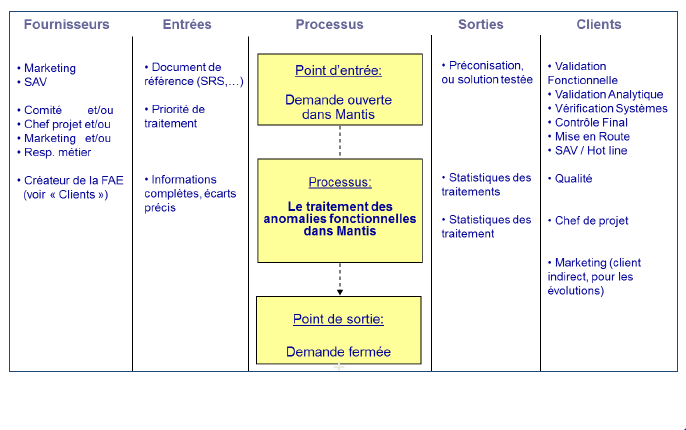 Fournisseurs
Entrées
Processus
Sorties
Clients
• Marketing
• SAV
• Comité et/ou
• Chef projet et/ou
• Marketing et/ou
• Resp. métier
• Créateur de la FAE
(voir « Clients »)
• Document de
référence (SRS,…)
• Priorité de
traitement
• Informations
complètes, écarts
précis
Point d'entrée:
Demande ouverte
dans Mantis
Processus:
Le traitement des
anomalies fonctionnelles
dans Mantis
Point de sortie:
Demande fermée
• Préconisation,
ou solution testée
• Statistiques des
traitements
• Statistiques des
traitement
• Validation
Fonctionnelle
• Validation Analytique
• Vérification Systèmes
• Contrôle Final
• Mise en Route
• SAV / Hot line
• Qualité
• Chef de projet
• Marketing (client
indirect, pour les
évolutions)